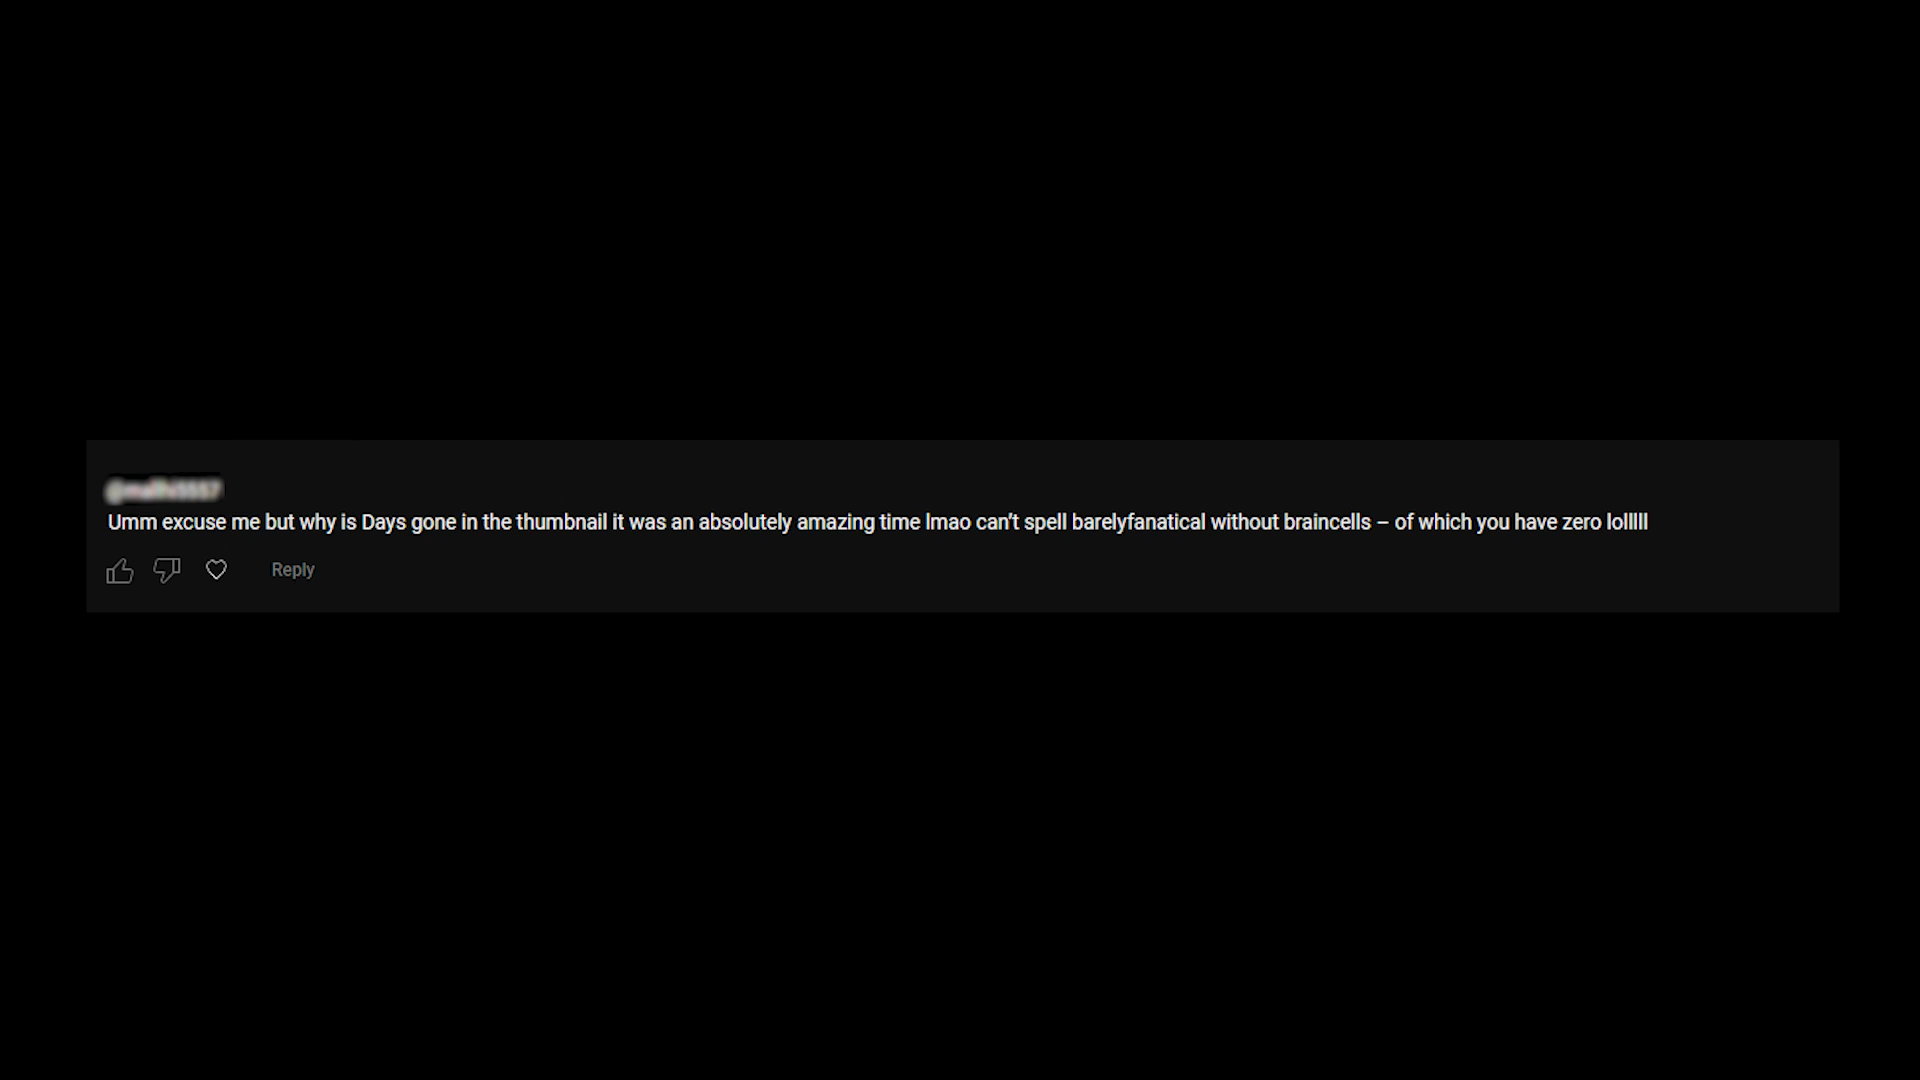 Umm excuse me but why is Days gone in the thumbnail it was an absolutely amazing time lmao can't spell barelyfanatical without braincells – of which you have zero lolllll
Reply